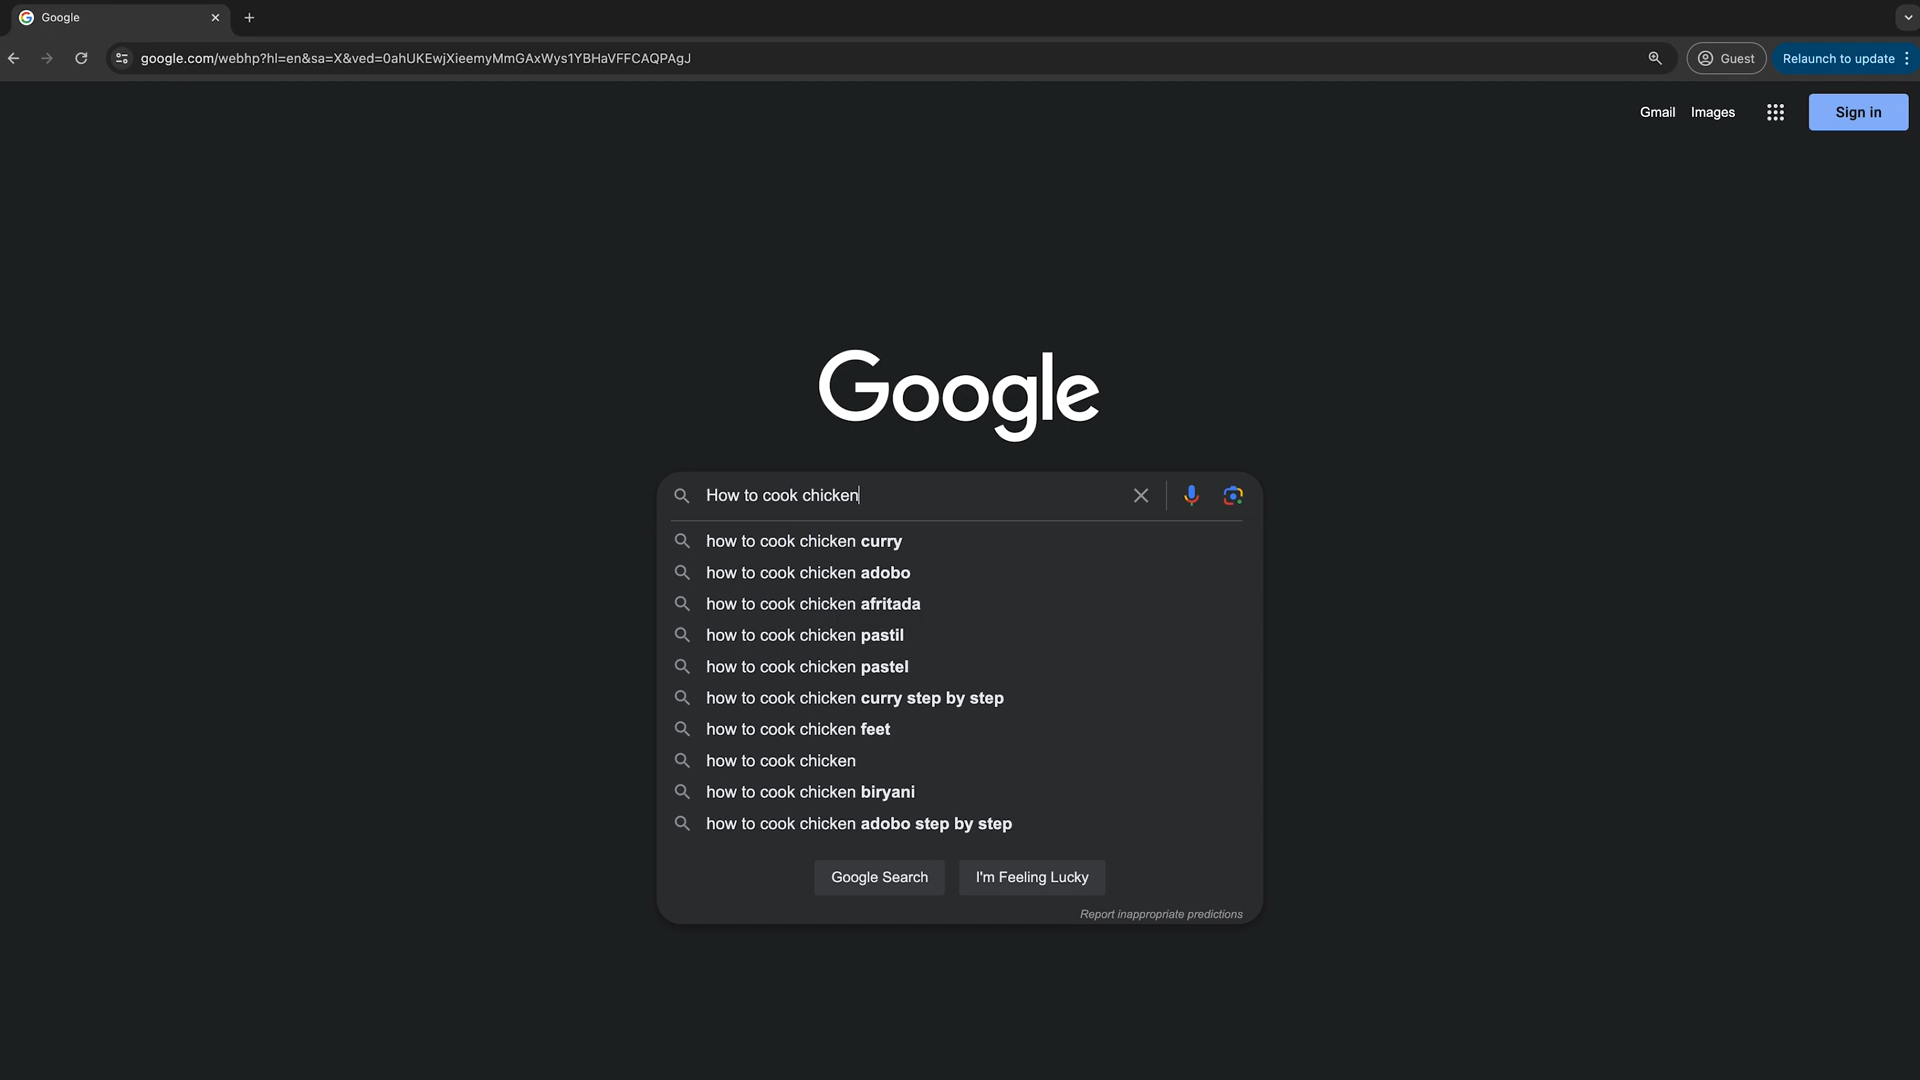 Google
google.com/webhp?hl=en&sa=X&ved=0ahUKEwjXieemyMmGAxWys1YBHaVFFCAQPAgJ
Guest
Relaunch to update
Gmail Images
Sign in
Google
How to cook chicken
how to cook chicken curry
how to cook chicken adobo
how to cook chicken afritada
how to cook chicken pastil
how to cook chicken pastel
how to cook chicken curry step by step
how to cook chicken feet
how to cook chicken
how to cook chicken biryani
how to cook chicken adobo step by step
Google Search I'm Feeling Lucky
Report inappropriate predictions